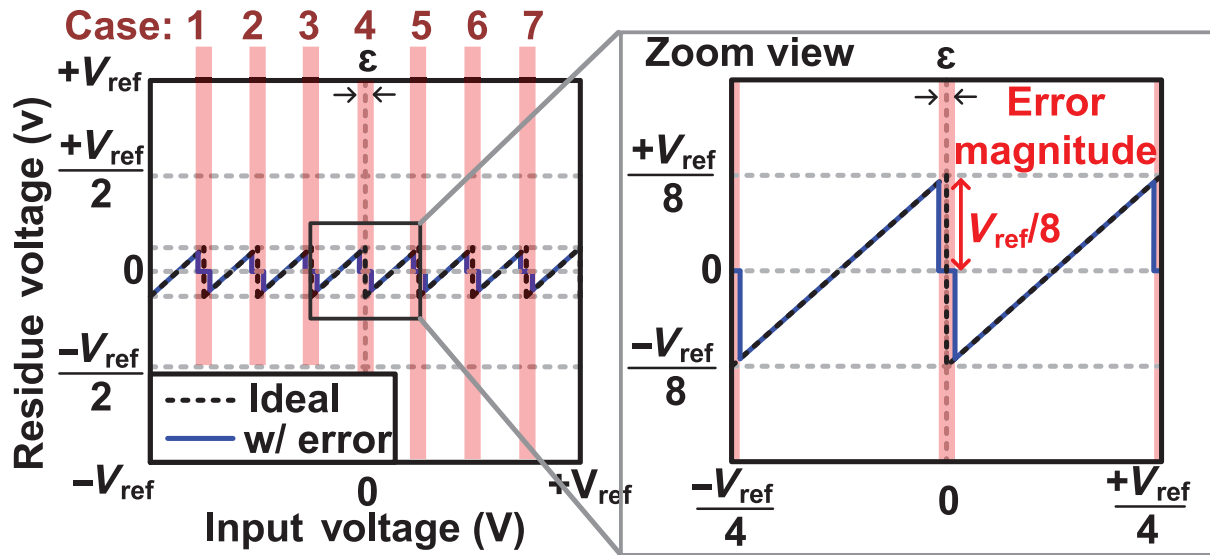 Case: 1 2 3 4 5 6 7
ε
+Vref
+Vref
2
0
−Vref
2
−Vref
Residue voltage (v)
Ideal
w/ error
0
+Vref
Input voltage (V)
Zoom view
ε
Error
magnitude
Vref/8
+Vref
8
0
−Vref
8
−Vref
4
0
+Vref
4